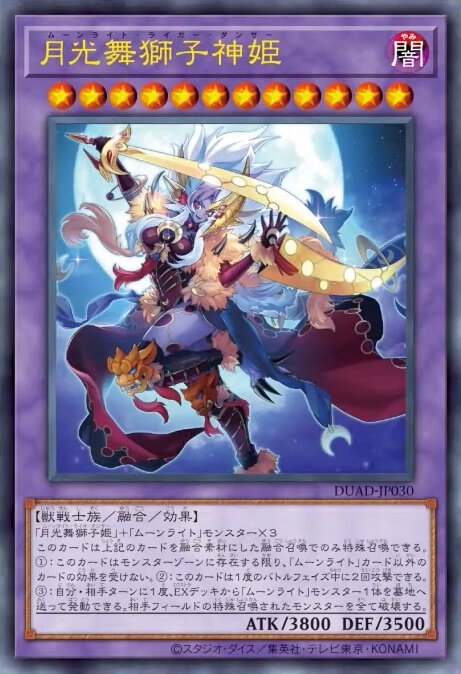 ムーンライト・ライガー・ダンサー
月光舞獅子神姫
やみ
闇
DUAD-JP030
【獣戦士族／融合／効果】
「月光舞獅子姫」＋「ムーンライト」モンスター×３
このカードは上記のカードを融合素材にした融合召喚でのみ特殊召喚できる。
①：このカードはモンスターゾーンに存在する限り、「ムーンライト」カード以外の
カードの効果を受けない。②：このカードは１度のバトルフェイズ中に２回攻撃できる。
③：自分・相手ターンに１度、EXデッキから「ムーンライト」モンスター１体を墓地へ
送って発動できる。相手フィールドの特殊召喚されたモンスターを全て破壊する。
ATK/3800 DEF/3500
©スタジオ・ダイス／集英社・テレビ東京・KONAMI